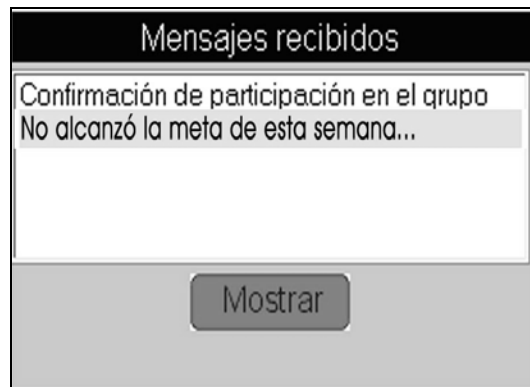 Mensajes recibidos
Confirmación de participación en el grupo
No alcanzó la meta de esta semana...
Mostrar